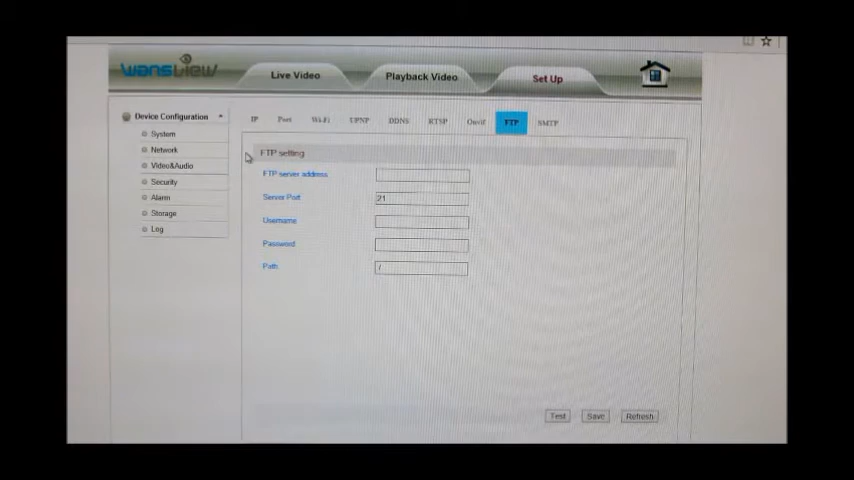 wansview
Live Video
Playback Video
Set Up
Device Configuration
IP Port Wi-Fi UPNP DDNS RTSP Onvif FTP SMTP
System
Network
Video&Audio
Security
Alarm
Storage
Log
FTP setting
FTP server address
Server Port 21
Username
Password
Path /
Test Save Refresh